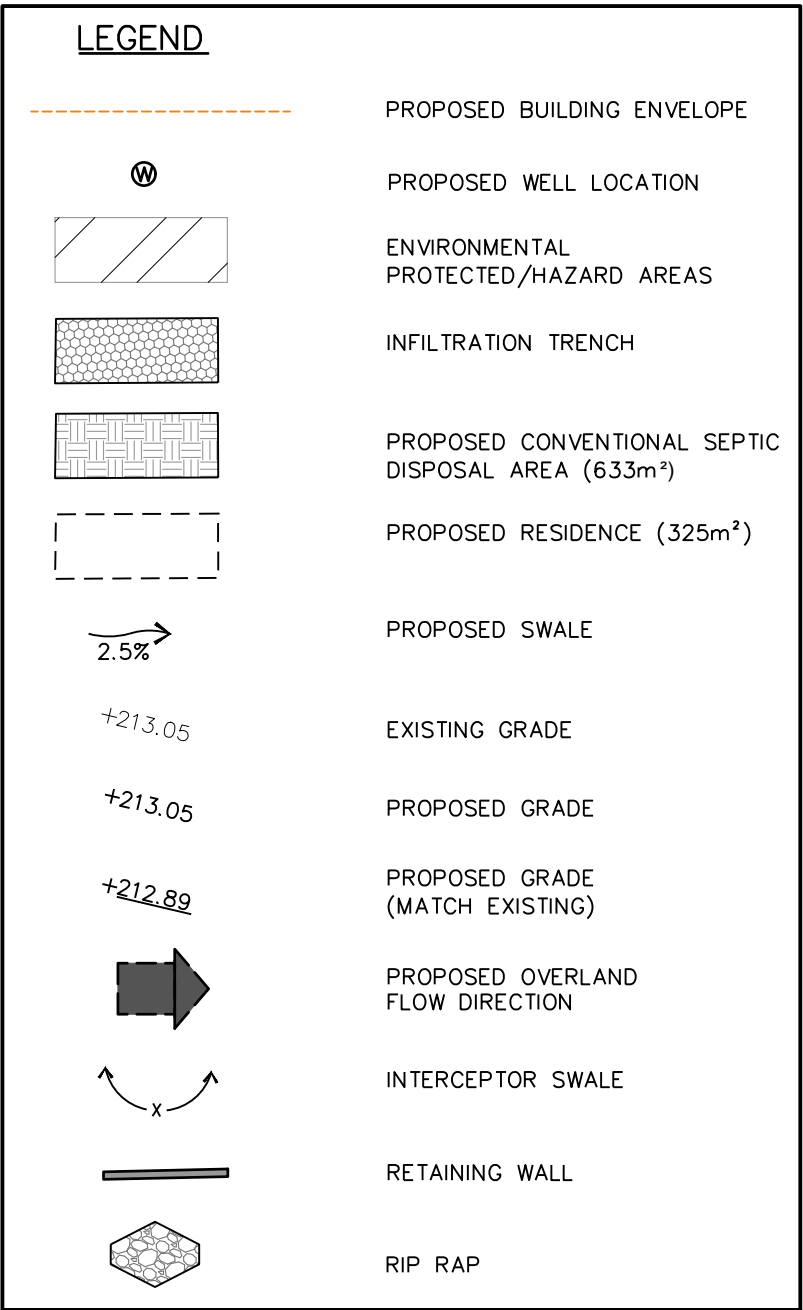 LEGEND
PROPOSED BUILDING ENVELOPE
W
PROPOSED WELL LOCATION
ENVIRONMENTAL
PROTECTED/HAZARD AREAS
INFILTRATION TRENCH
PROPOSED CONVENTIONAL SEPTIC
DISPOSAL AREA (633m²)
PROPOSED RESIDENCE (325m²)
2.5%
PROPOSED SWALE
+213.05
EXISTING GRADE
+213.05
PROPOSED GRADE
+212.89
PROPOSED GRADE
(MATCH EXISTING)
PROPOSED OVERLAND
FLOW DIRECTION
X
INTERCEPTOR SWALE
RETAINING WALL
RIP RAP